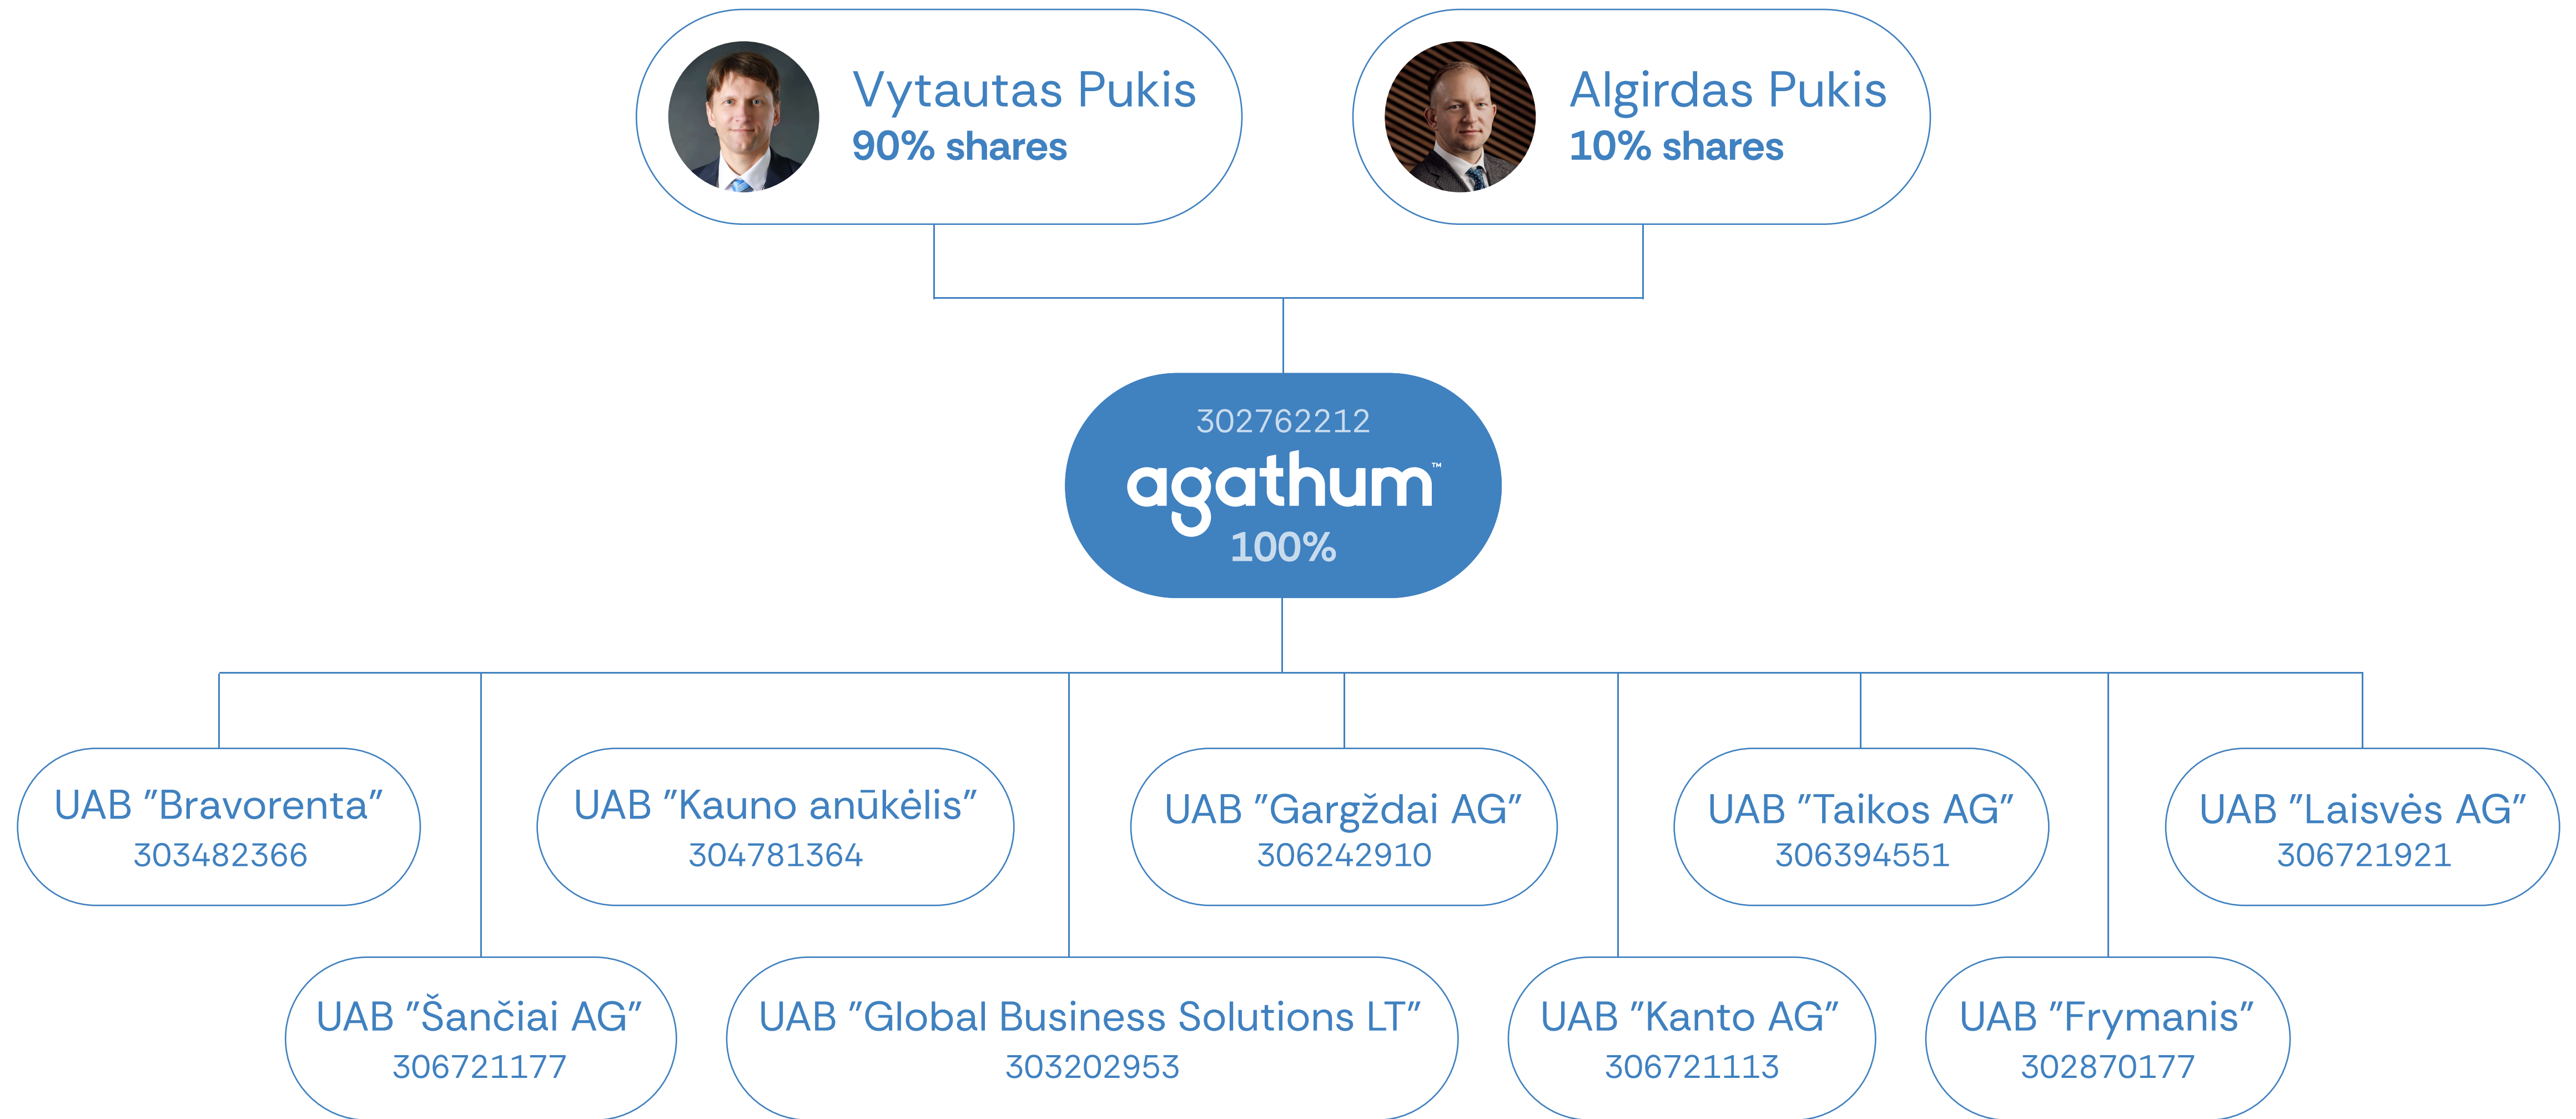 Vytautas Pukis
90% shares
Algirdas Pukis
10% shares
302762212
agathum™
100%
UAB ”Bravorenta”
303482366
UAB ”Kauno anūkėlis”
304781364
UAB ”Gargždai AG”
306242910
UAB ”Taikos AG”
306394551
UAB ”Laisvės AG”
306721921
UAB ”Šančiai AG”
306721177
UAB ”Global Business Solutions LT”
303202953
UAB ”Kanto AG”
306721113
UAB ”Frymanis”
302870177